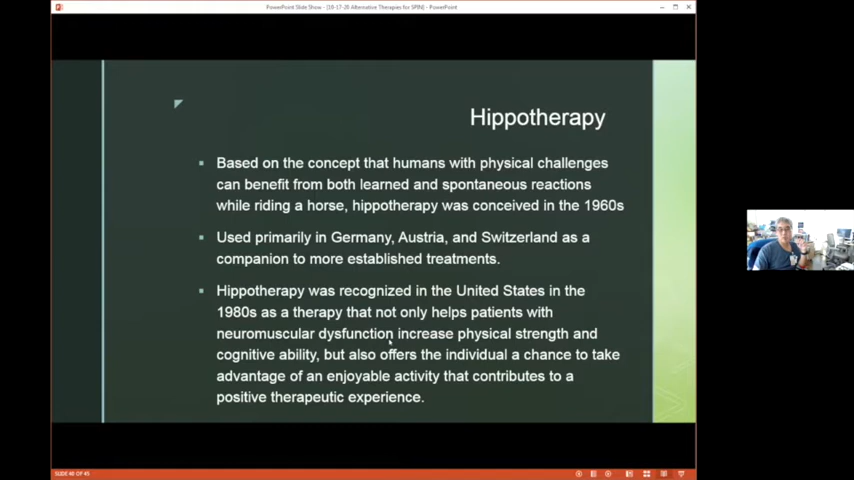 PowerPoint Slide Show - [10-17-20 Alternative Therapies for SPIN] - PowerPoint
Hippotherapy
▪ Based on the concept that humans with physical challenges
can benefit from both learned and spontaneous reactions
while riding a horse, hippotherapy was conceived in the 1960s
▪ Used primarily in Germany, Austria, and Switzerland as a
companion to more established treatments.
▪ Hippotherapy was recognized in the United States in the
1980s as a therapy that not only helps patients with
neuromuscular dysfunction increase physical strength and
cognitive ability, but also offers the individual a chance to take
advantage of an enjoyable activity that contributes to a
positive therapeutic experience.
SLIDE 40 OF 45